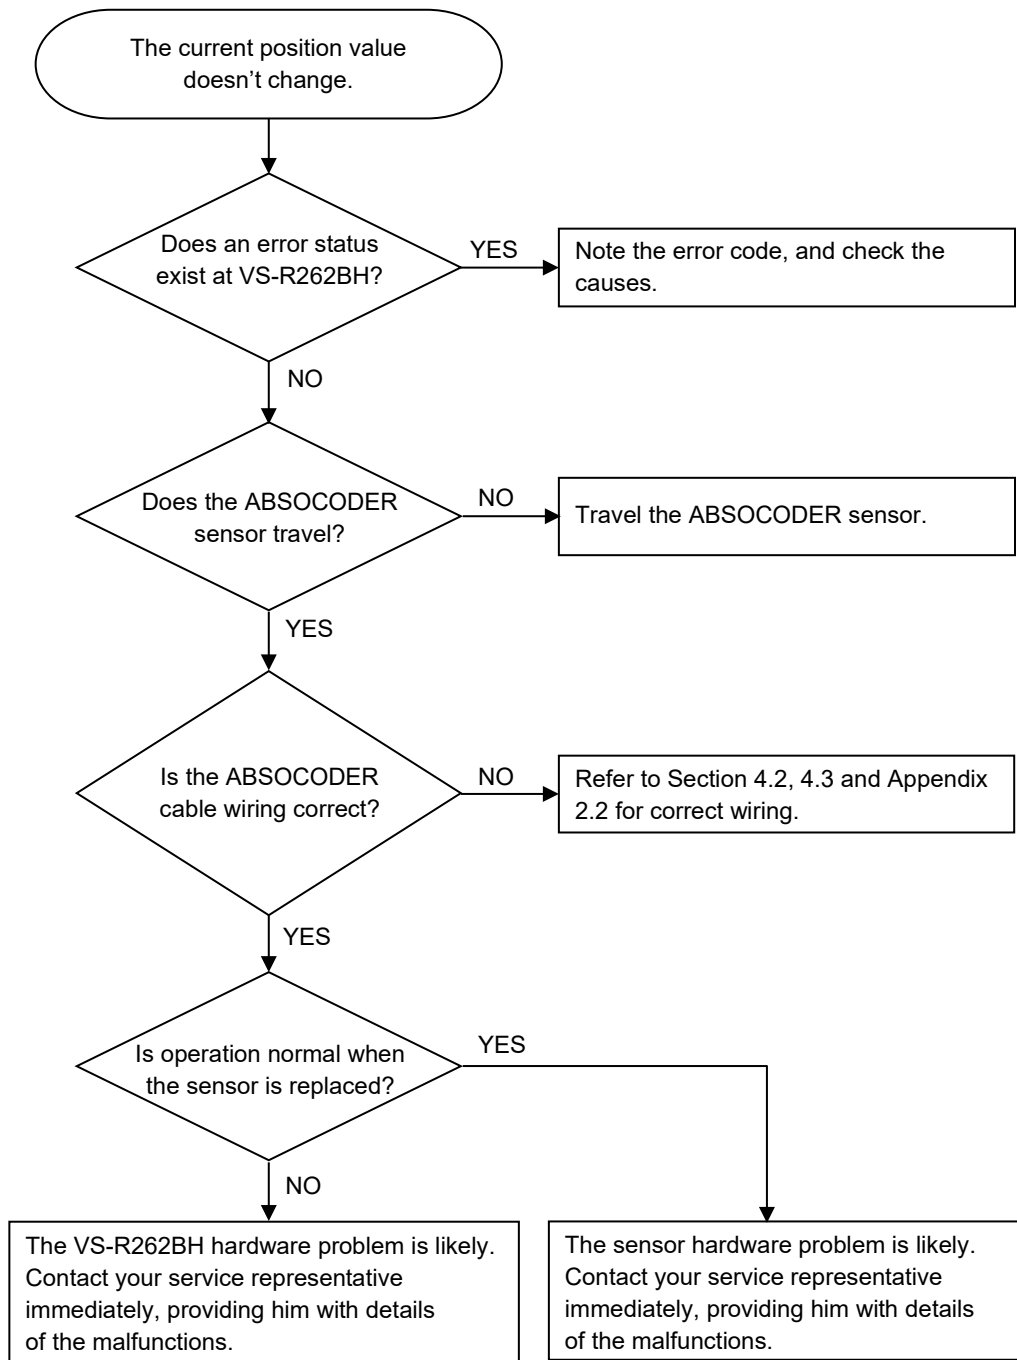 The current position value
doesn’t change.
Does an error status
exist at VS-R262BH?
YES
Note the error code, and check the
causes.
NO
Does the ABSOCODER
sensor travel?
NO
Travel the ABSOCODER sensor.
YES
Is the ABSOCODER
cable wiring correct?
NO
Refer to Section 4.2, 4.3 and Appendix
2.2 for correct wiring.
YES
Is operation normal when
the sensor is replaced?
YES
NO
The VS-R262BH hardware problem is likely.
Contact your service representative
immediately, providing him with details
of the malfunctions.
The sensor hardware problem is likely.
Contact your service representative
immediately, providing him with details
of the malfunctions.